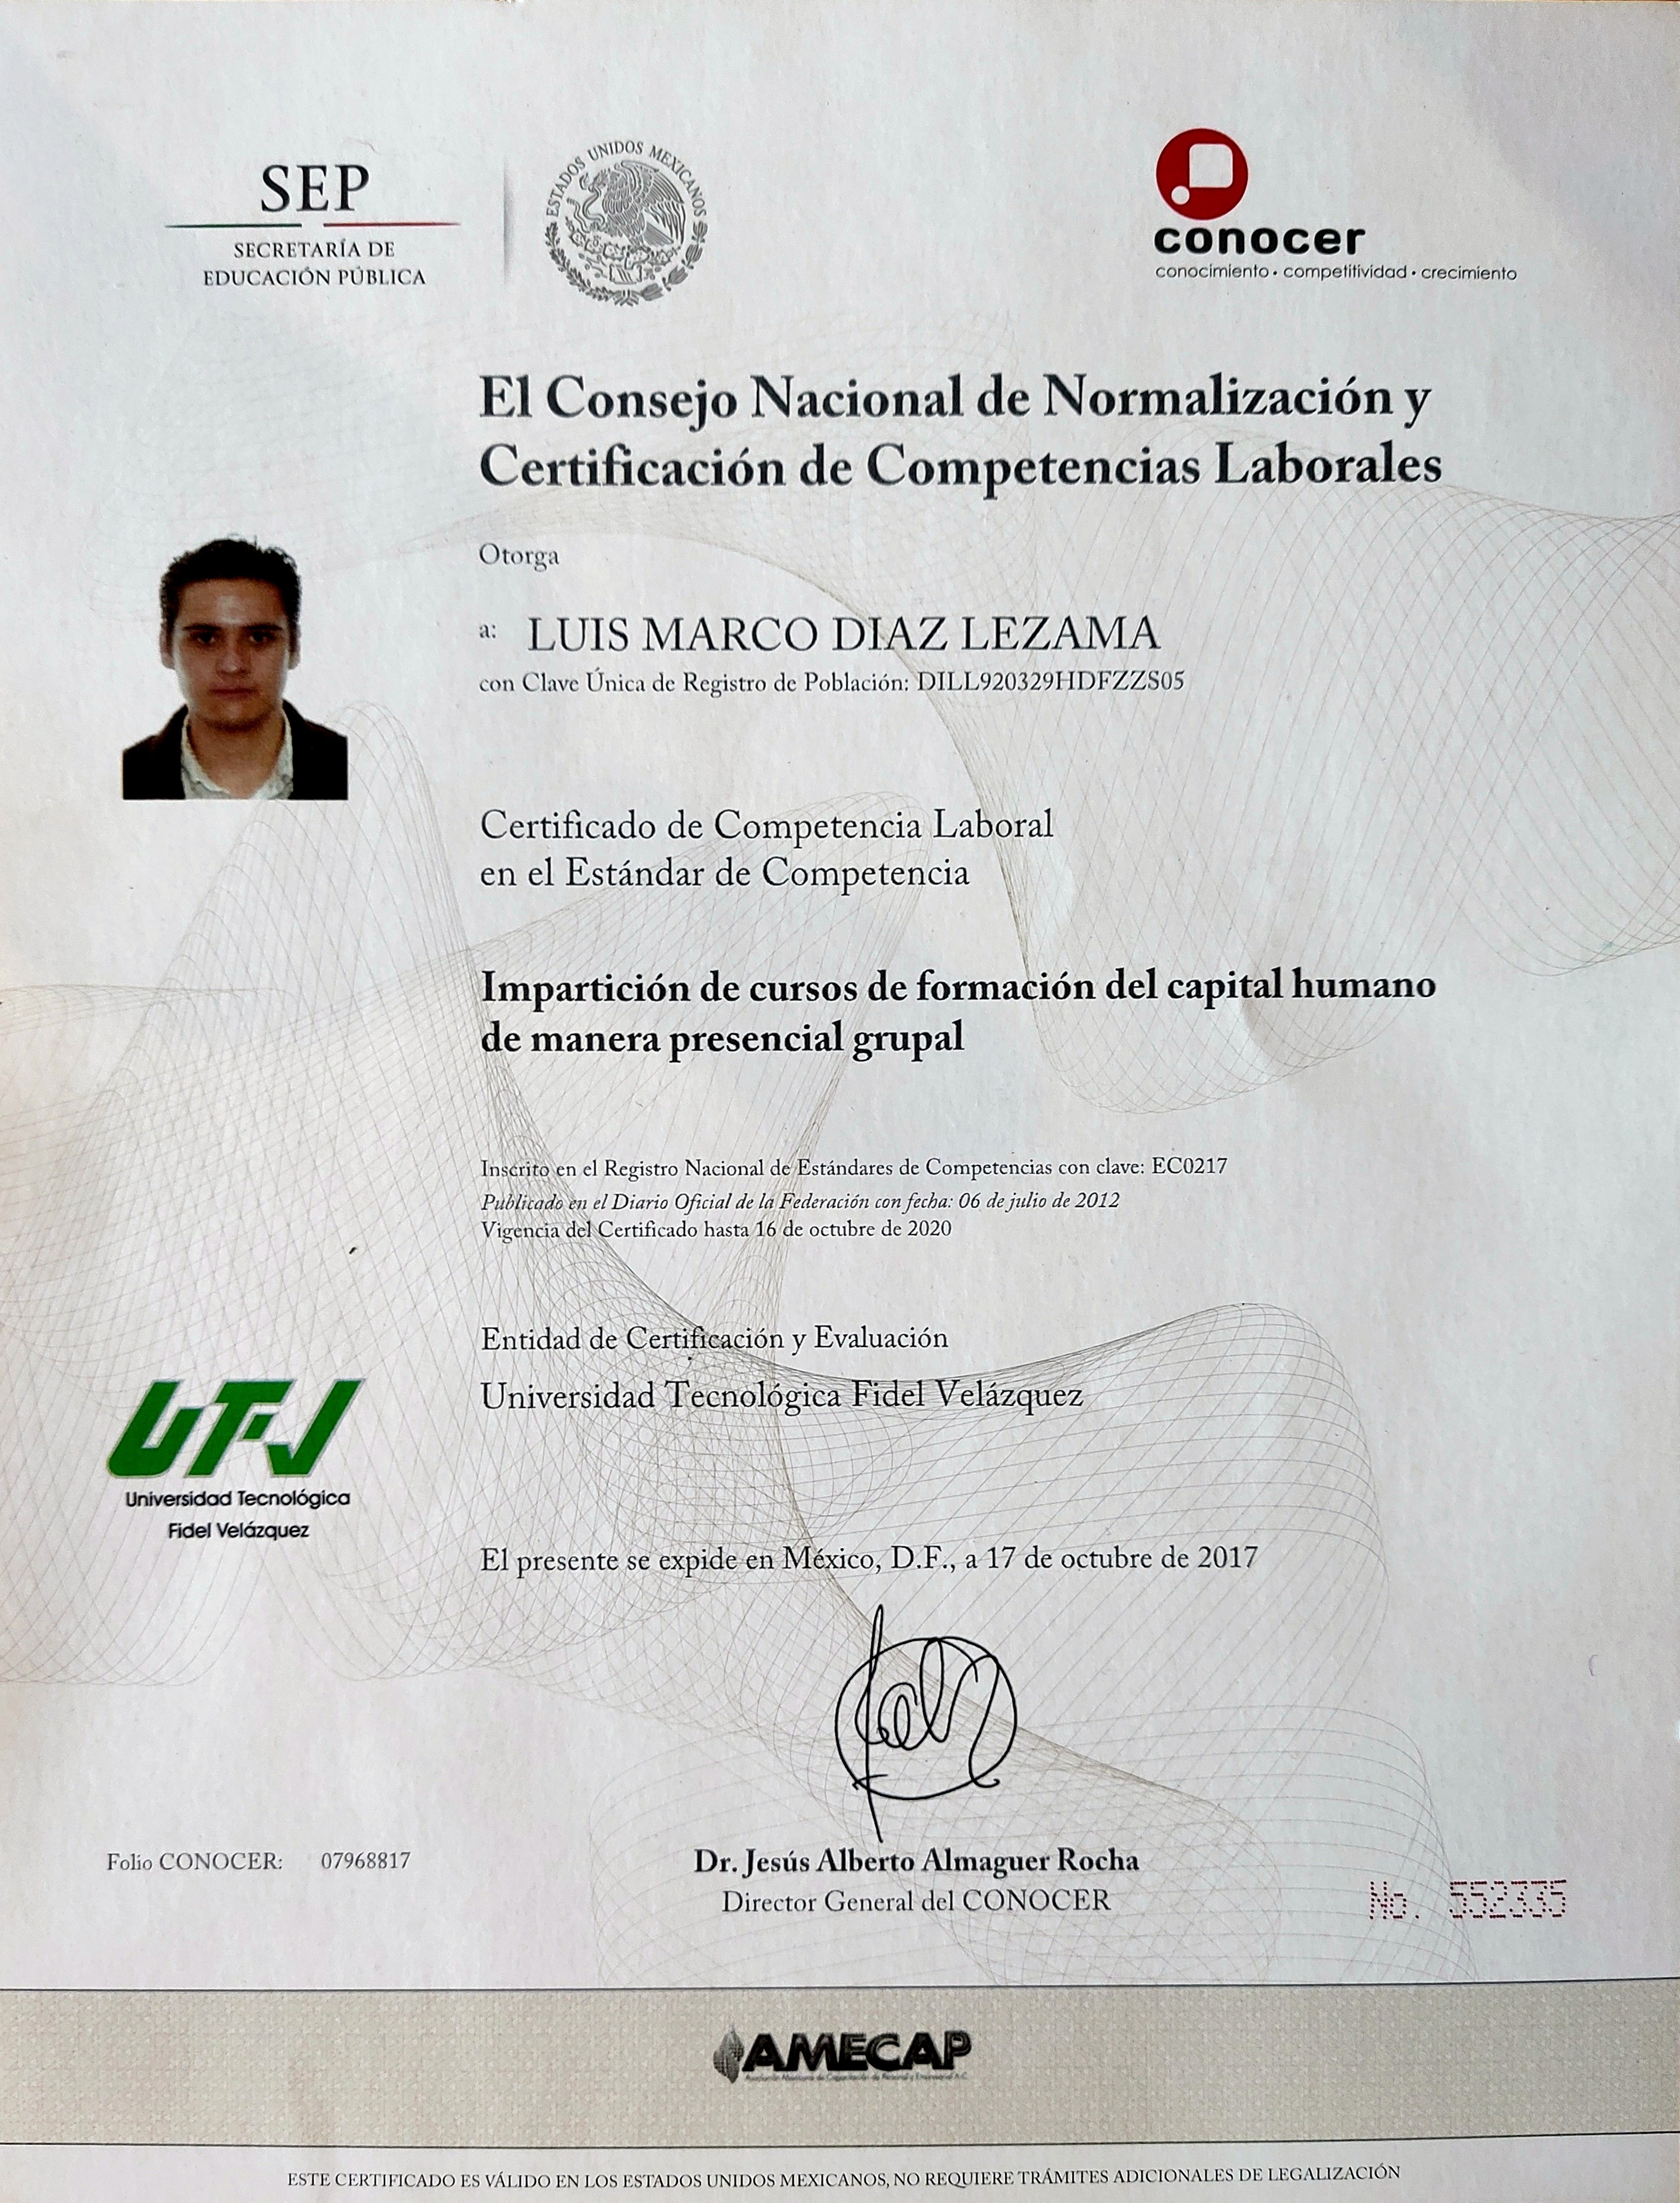 SEP
SECRETARÍA DE
EDUCACIÓN PÚBLICA
ESTADOS UNIDOS MEXICANOS
conocer
conocimiento • competitividad • crecimiento
El Consejo Nacional de Normalización y
Certificación de Competencias Laborales
Otorga
a: LUIS MARCO DIAZ LEZAMA
con Clave Única de Registro de Población: DILL920329HDFZZS05
Certificado de Competencia Laboral
en el Estándar de Competencia
Impartición de cursos de formación del capital humano
de manera presencial grupal
Inscrito en el Registro Nacional de Estándares de Competencias con clave: EC0217
Publicado en el Diario Oficial de la Federación con fecha: 06 de julio de 2012
Vigencia del Certificado hasta 16 de octubre de 2020
Entidad de Certificación y Evaluación
Universidad Tecnológica Fidel Velázquez
UTFV
Universidad Tecnológica
Fidel Velázquez
El presente se expide en México, D.F., a 17 de octubre de 2017
Folio CONOCER: 07968817
Dr. Jesús Alberto Almaguer Rocha
Director General del CONOCER
No. 552335
AMECAP
Asociación Mexicana de Capacitación de Personal y Empresarial A.C.
ESTE CERTIFICADO ES VÁLIDO EN LOS ESTADOS UNIDOS MEXICANOS, NO REQUIERE TRÁMITES ADICIONALES DE LEGALIZACIÓN